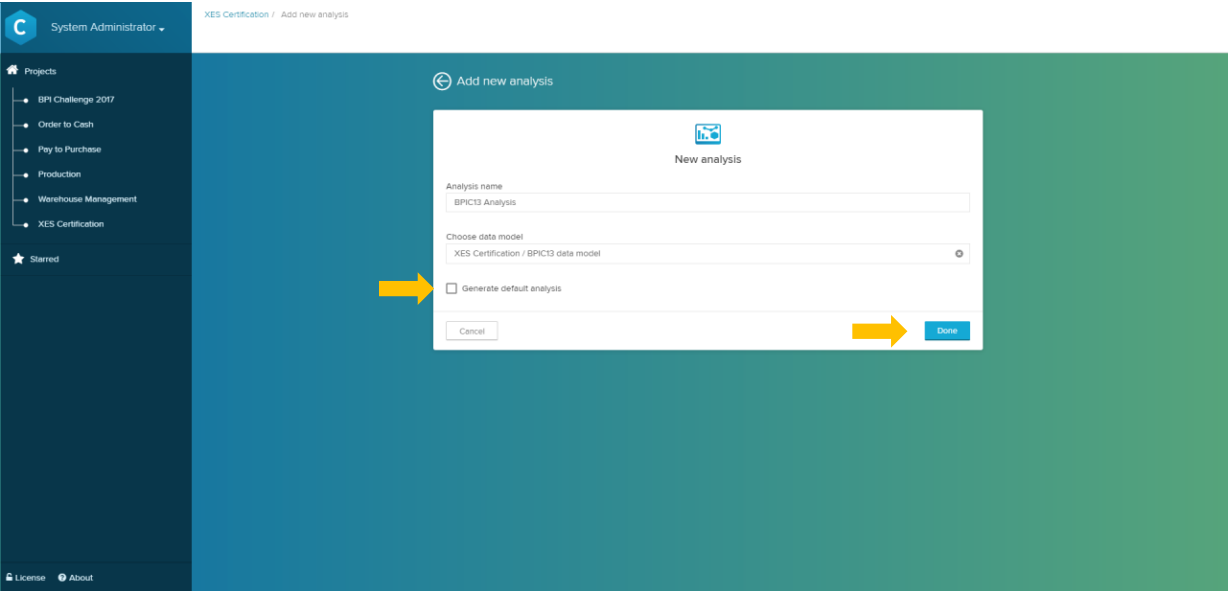 C
System Administrator
XES Certification / Add new analysis
Projects
BPI Challenge 2017
Order to Cash
Pay to Purchase
Production
Warehouse Management
XES Certification
Starred
License
About
Add new analysis
New analysis
Analysis name
BPIC13 Analysis
Choose data model
XES Certification / BPIC13 data model
Generate default analysis
Cancel
Done